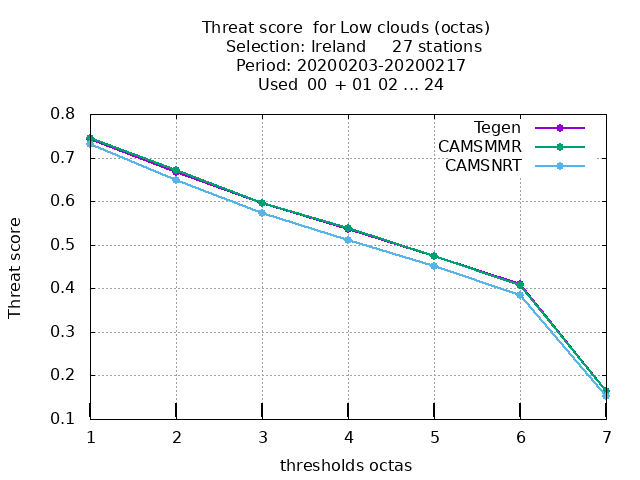 Threat score  for Low clouds (octas)
Selection: Ireland     27 stations
Period: 20200203-20200217
Used  00  + 01 02 ... 24
Tegen
CAMSMMR
CAMSNRT
0.8
0.7
0.6
0.5
0.4
0.3
0.2
0.1
Threat score
1 2 3 4 5 6 7
thresholds octas